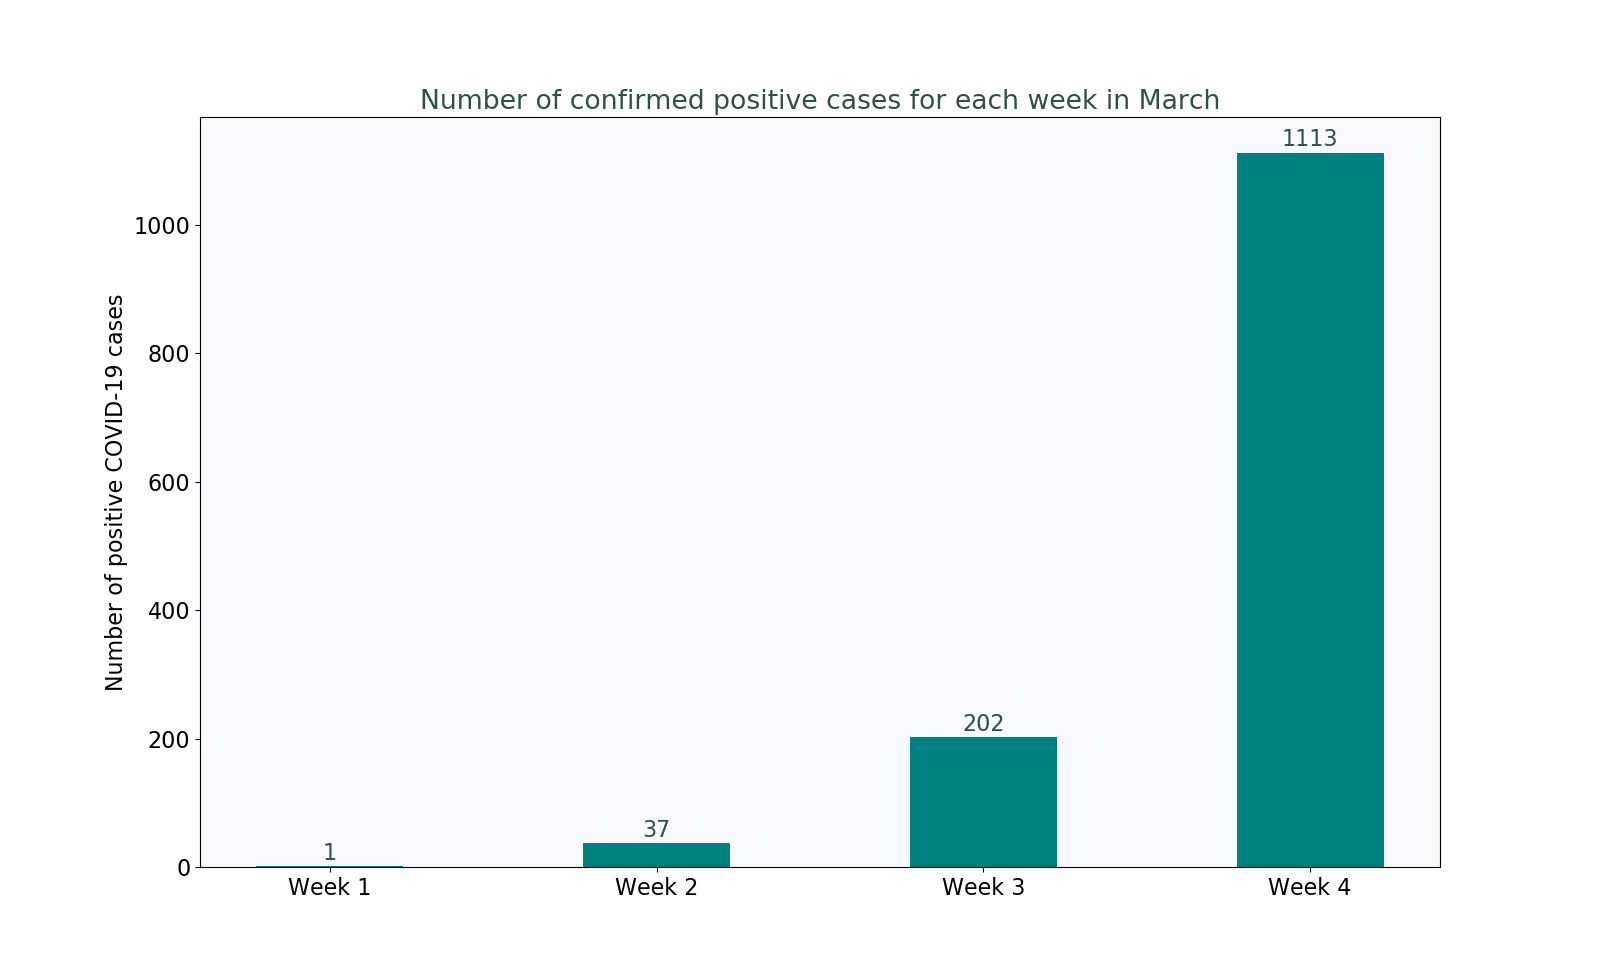 Number of confirmed positive cases for each week in March
1113
1000
800
600
400
202
200
37
1
0
Number of positive COVID-19 cases
Week 1
Week 2
Week 3
Week 4